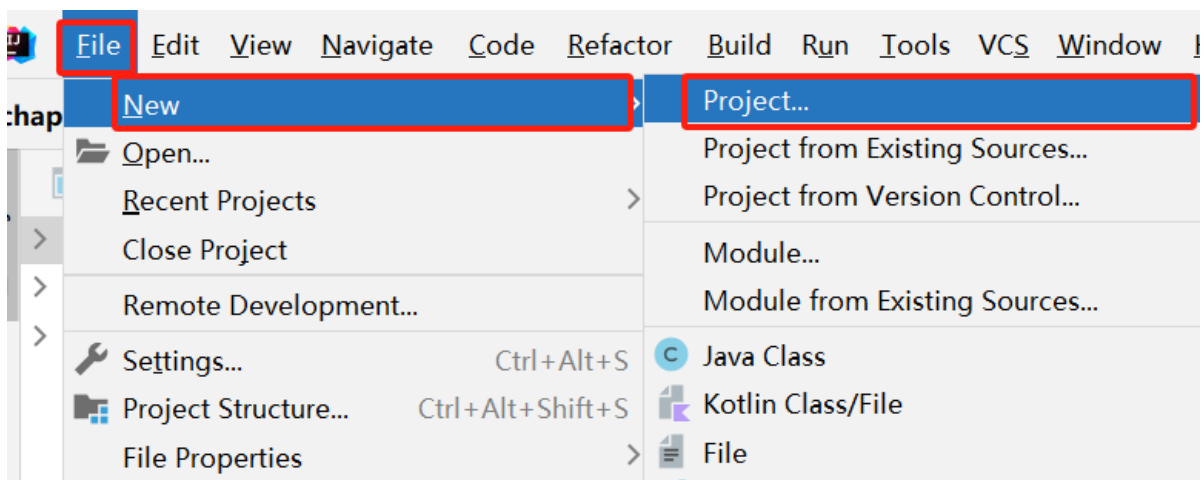 File Edit View Navigate Code Refactor Build Run Tools VCS Window
chap
New
Open...
Recent Projects
Close Project
Remote Development...
Settings... Ctrl+Alt+S
Project Structure... Ctrl+Alt+Shift+S
File Properties
Project...
Project from Existing Sources...
Project from Version Control...
Module...
Module from Existing Sources...
C Java Class
Kotlin Class/File
File